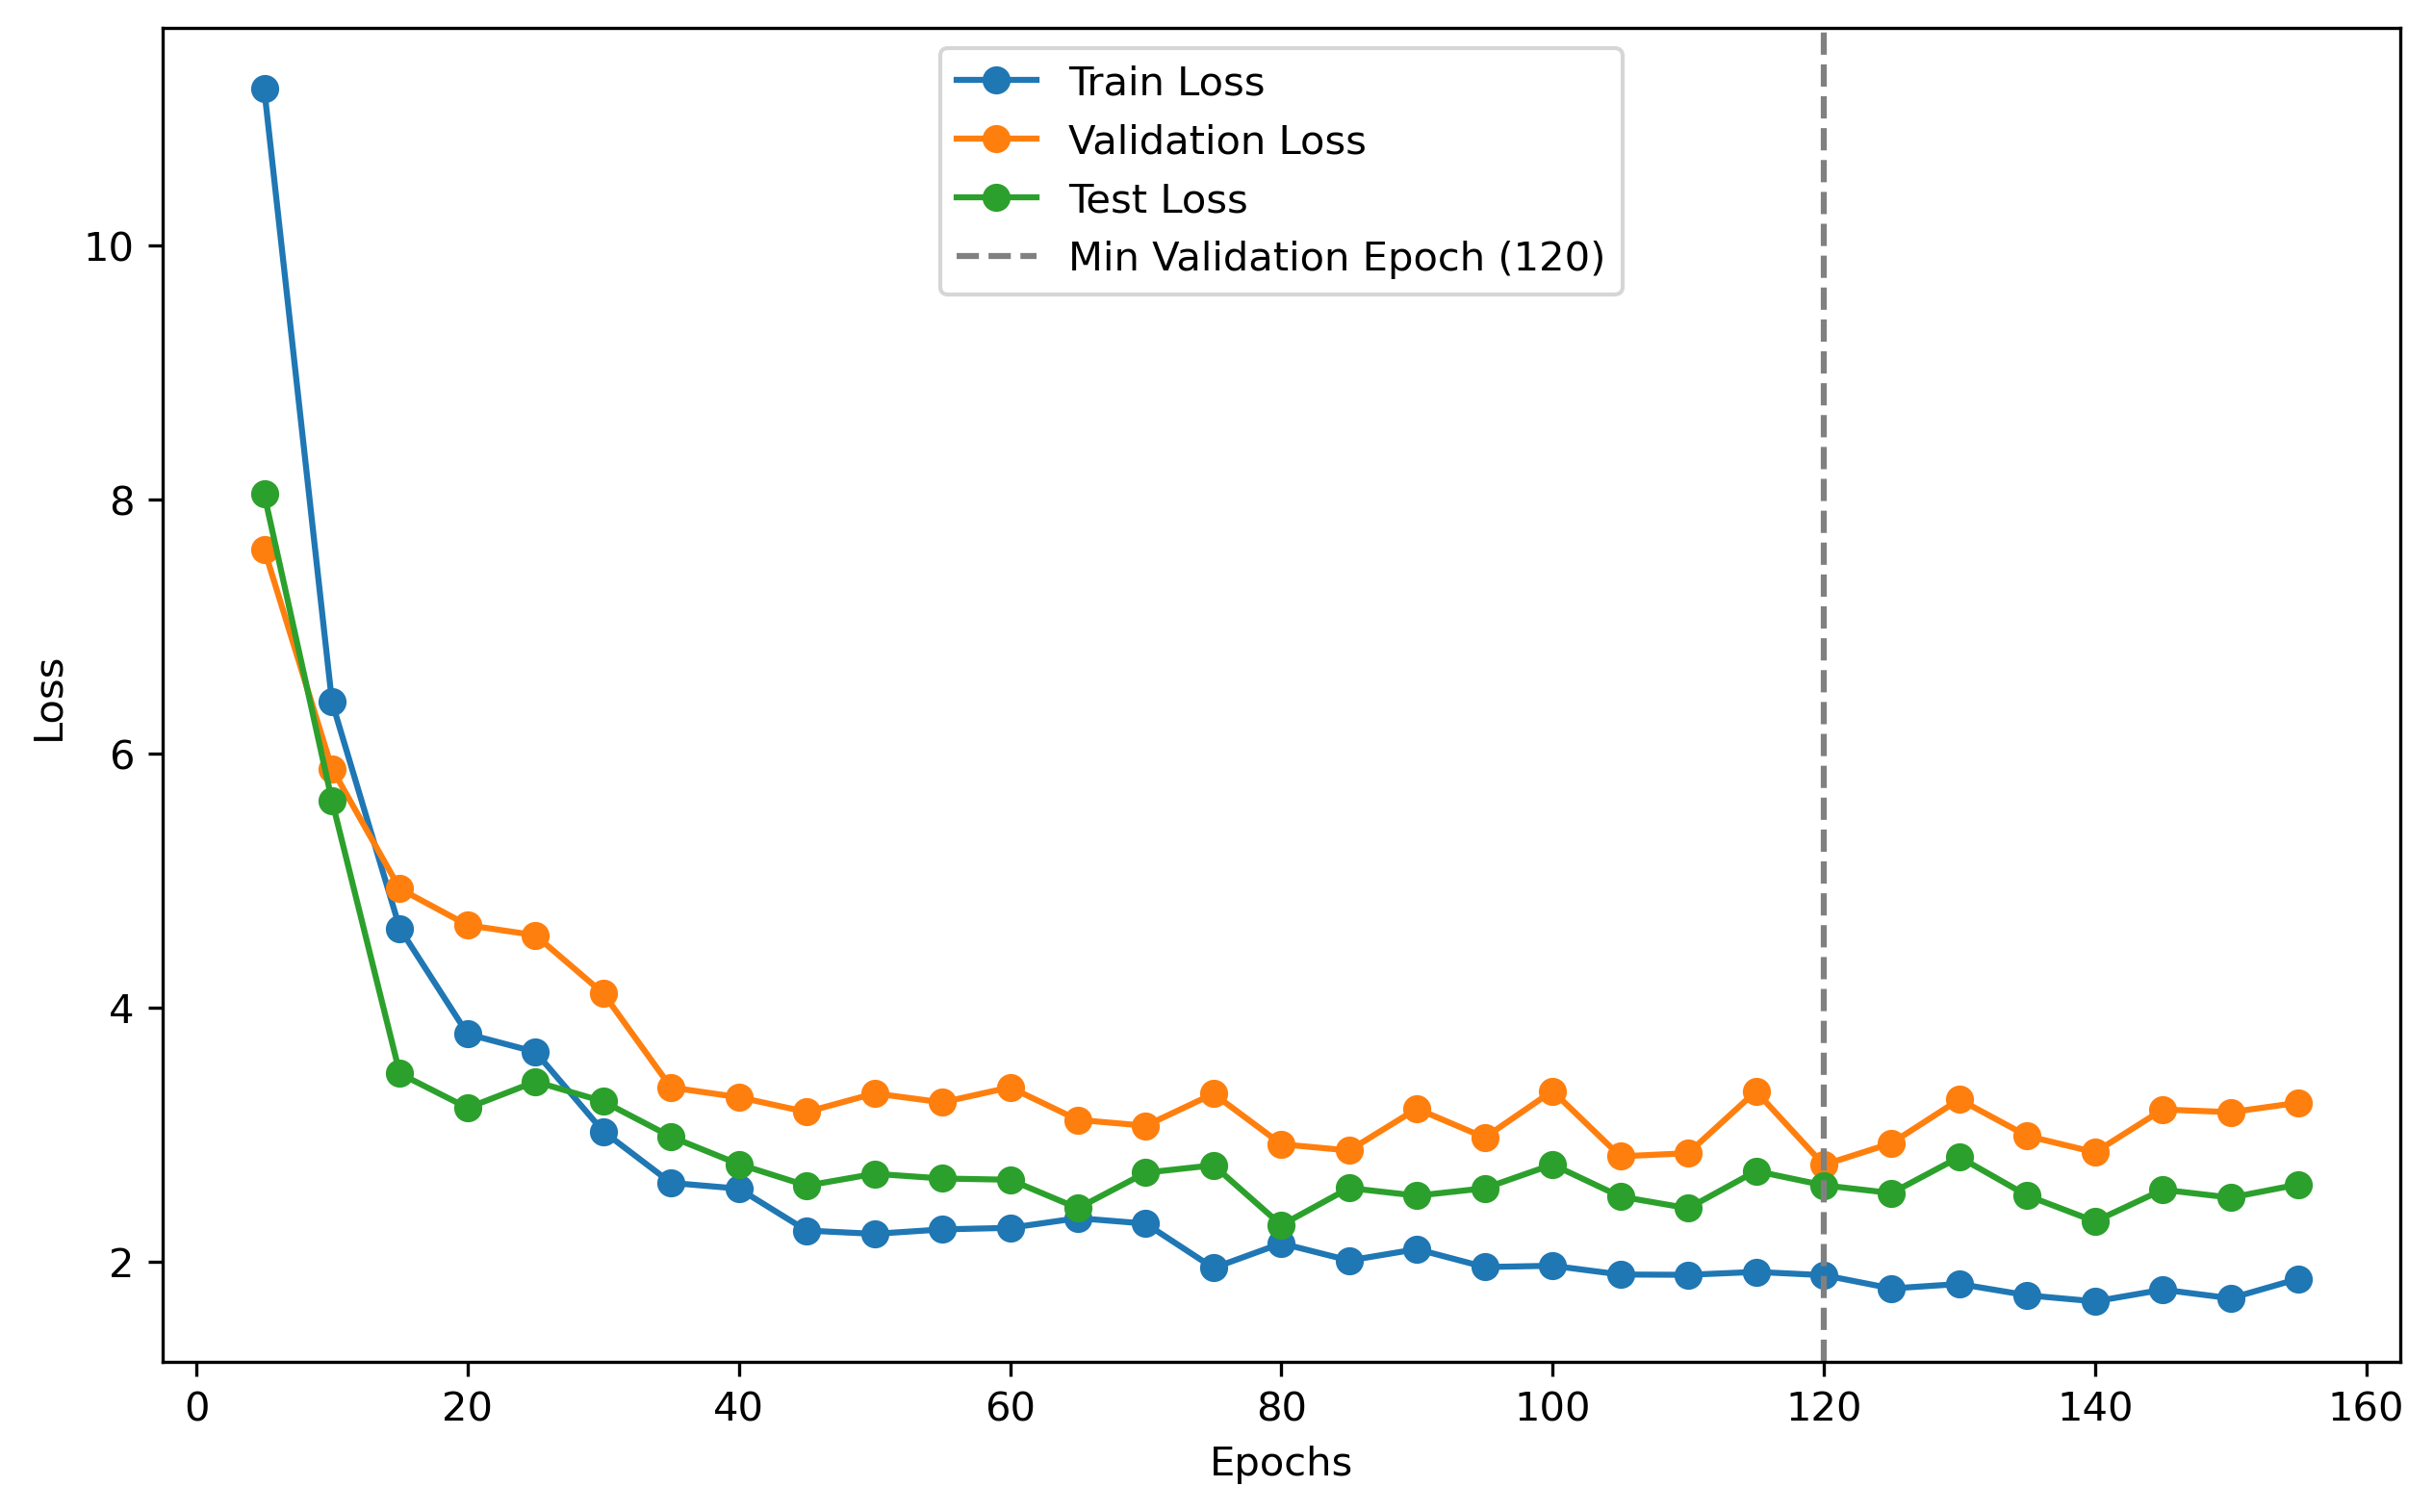 Train Loss
Validation Loss
Test Loss
Min Validation Epoch (120)
10
8
6
4
2
Loss
0 20 40 60 80 100 120 140 160
Epochs